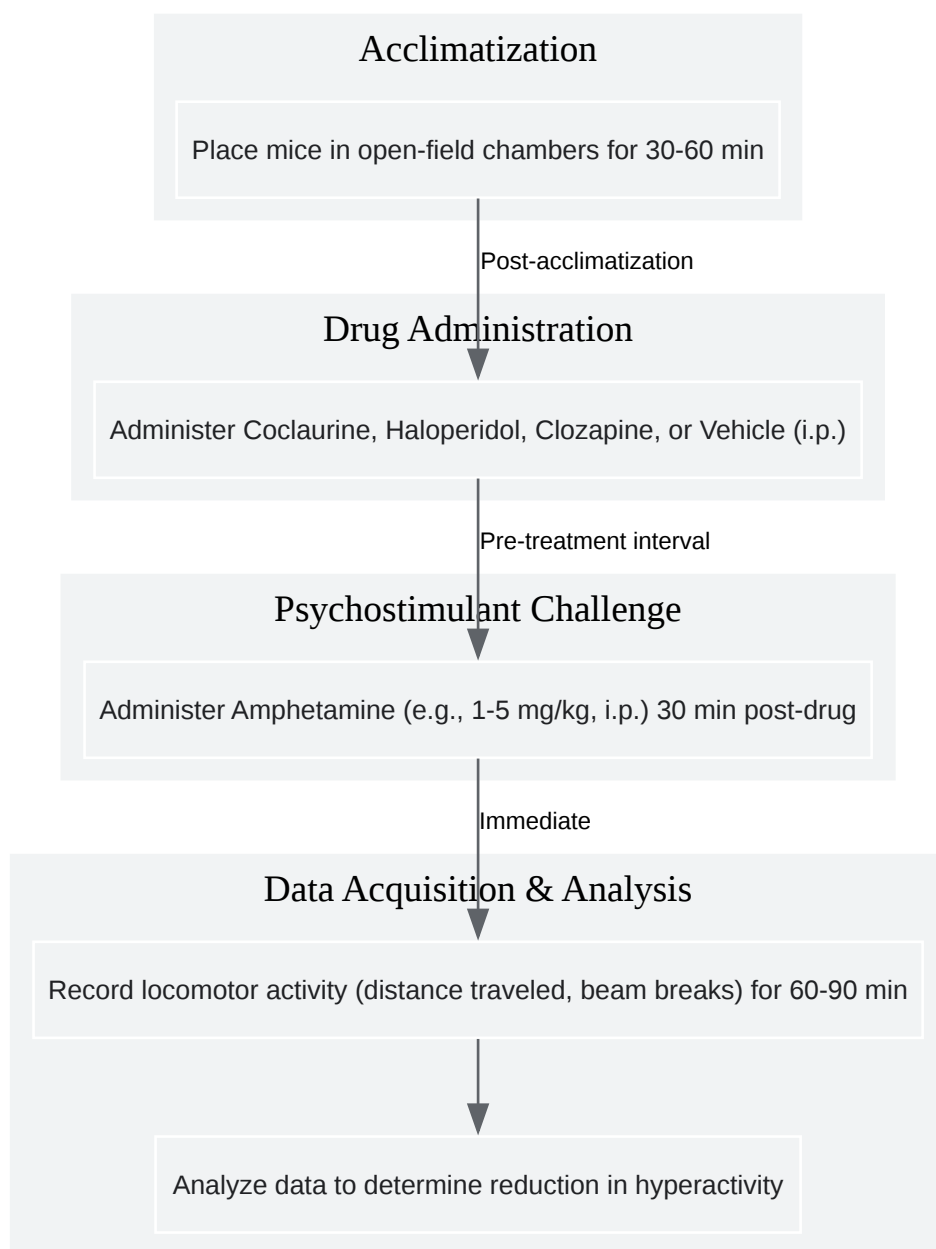 Acclimatization
Place mice in open-field chambers for 30-60 min
Post-acclimatization
Drug Administration
Administer Coclaurine, Haloperidol, Clozapine, or Vehicle (i.p.)
Pre-treatment interval
Psychostimulant Challenge
Administer Amphetamine (e.g., 1-5 mg/kg, i.p.) 30 min post-drug
Immediate
Data Acquisition & Analysis
Record locomotor activity (distance traveled, beam breaks) for 60-90 min
Analyze data to determine reduction in hyperactivity